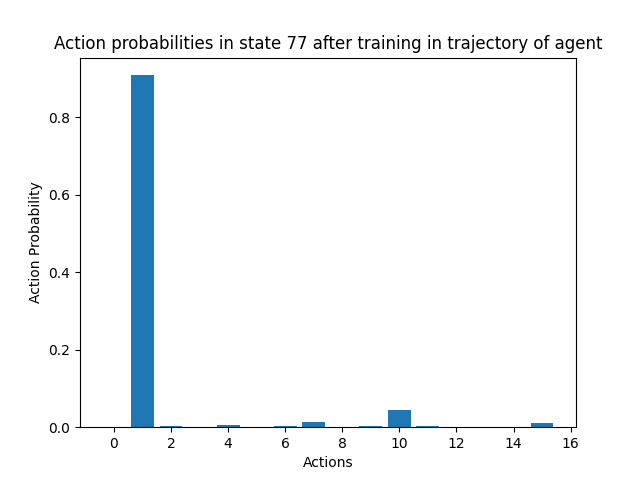 Action probabilities in state 77 after training in trajectory of agent
Action Probability
0.8
0.6
0.4
0.2
0.0
0 2 4 6 8 10 12 14 16
Actions